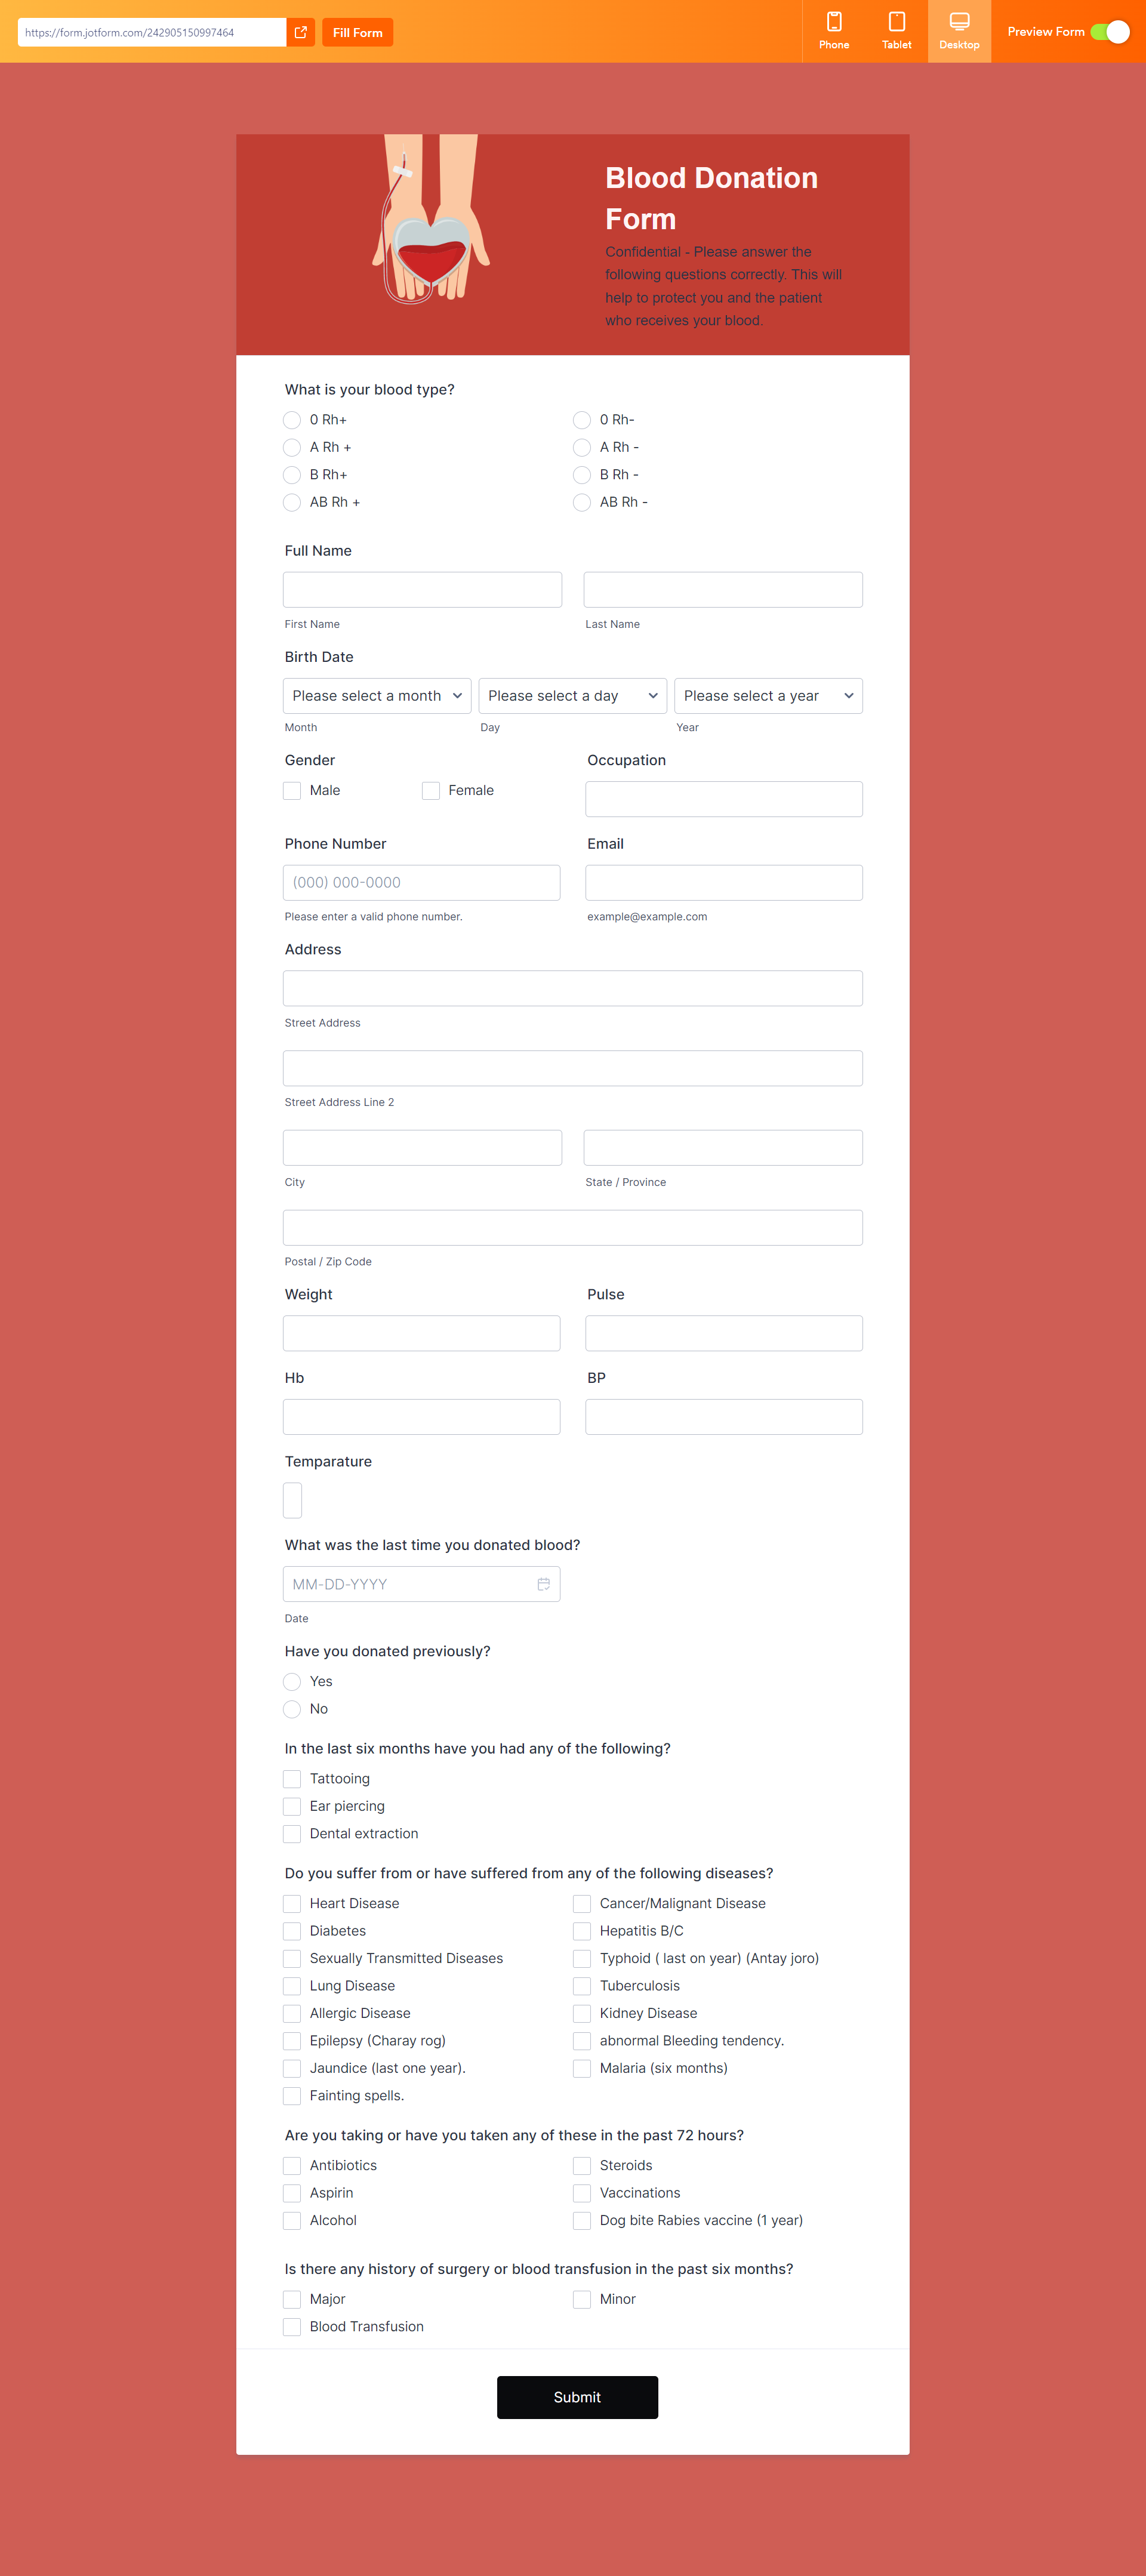 https://form.jotform.com/242905150997464
Fill Form
Phone
Tablet
Desktop
Preview Form
Blood Donation
Form
Confidential - Please answer the
following questions correctly. This will
help to protect you and the patient
who receives your blood.
What is your blood type?
0 Rh+
0 Rh-
A Rh +
A Rh -
B Rh+
B Rh -
AB Rh +
AB Rh -
Full Name
First Name
Last Name
Birth Date
Please select a month
Please select a day
Please select a year
Month
Day
Year
Gender
Occupation
Male
Female
Phone Number
Email
(000) 000-0000
Please enter a valid phone number.
example@example.com
Address
Street Address
Street Address Line 2
City
State / Province
Postal / Zip Code
Weight
Pulse
Hb
BP
Temparature
What was the last time you donated blood?
MM-DD-YYYY
Date
Have you donated previously?
Yes
No
In the last six months have you had any of the following?
Tattooing
Ear piercing
Dental extraction
Do you suffer from or have suffered from any of the following diseases?
Heart Disease
Cancer/Malignant Disease
Diabetes
Hepatitis B/C
Sexually Transmitted Diseases
Typhoid ( last on year) (Antay joro)
Lung Disease
Tuberculosis
Allergic Disease
Kidney Disease
Epilepsy (Charay rog)
abnormal Bleeding tendency.
Jaundice (last one year).
Malaria (six months)
Fainting spells.
Are you taking or have you taken any of these in the past 72 hours?
Antibiotics
Steroids
Aspirin
Vaccinations
Alcohol
Dog bite Rabies vaccine (1 year)
Is there any history of surgery or blood transfusion in the past six months?
Major
Minor
Blood Transfusion
Submit